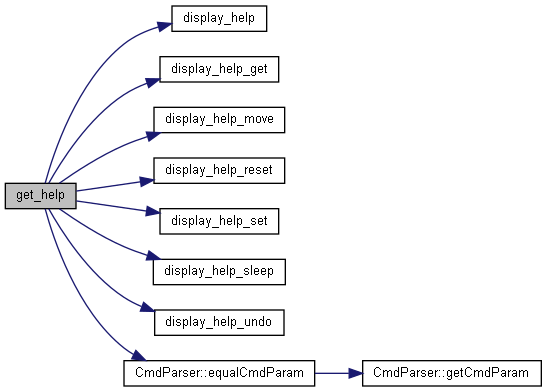 display_help
display_help_get
display_help_move
display_help_reset
get_help
display_help_set
display_help_sleep
display_help_undo
CmdParser::equalCmdParam
CmdParser::getCmdParam